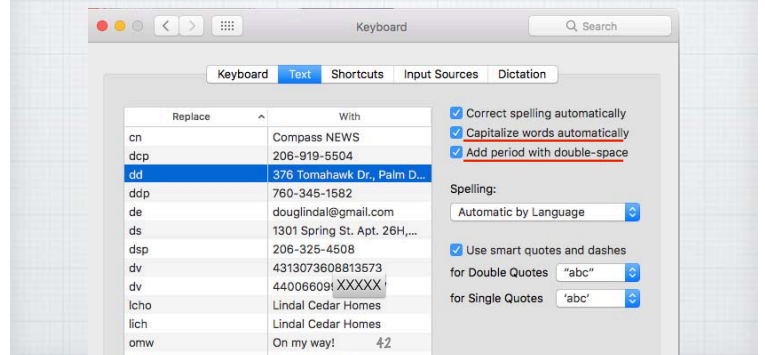 Keyboard
Search
Keyboard Text Shortcuts Input Sources Dictation
Replace With
cn Compass NEWS
dcp 206-919-5504
dd 376 Tomahawk Dr., Palm D...
ddp 760-345-1582
de douglindal@gmail.com
ds 1301 Spring St. Apt. 26H,...
dsp 206-325-4508
dv 4313073608813573
dv 44006609 XXXXX
lcho Lindal Cedar Homes
lich Lindal Cedar Homes
omw On my way!
42
Correct spelling automatically
Capitalize words automatically
Add period with double-space
Spelling:
Automatic by Language
Use smart quotes and dashes
for Double Quotes “abc”
for Single Quotes ‘abc’